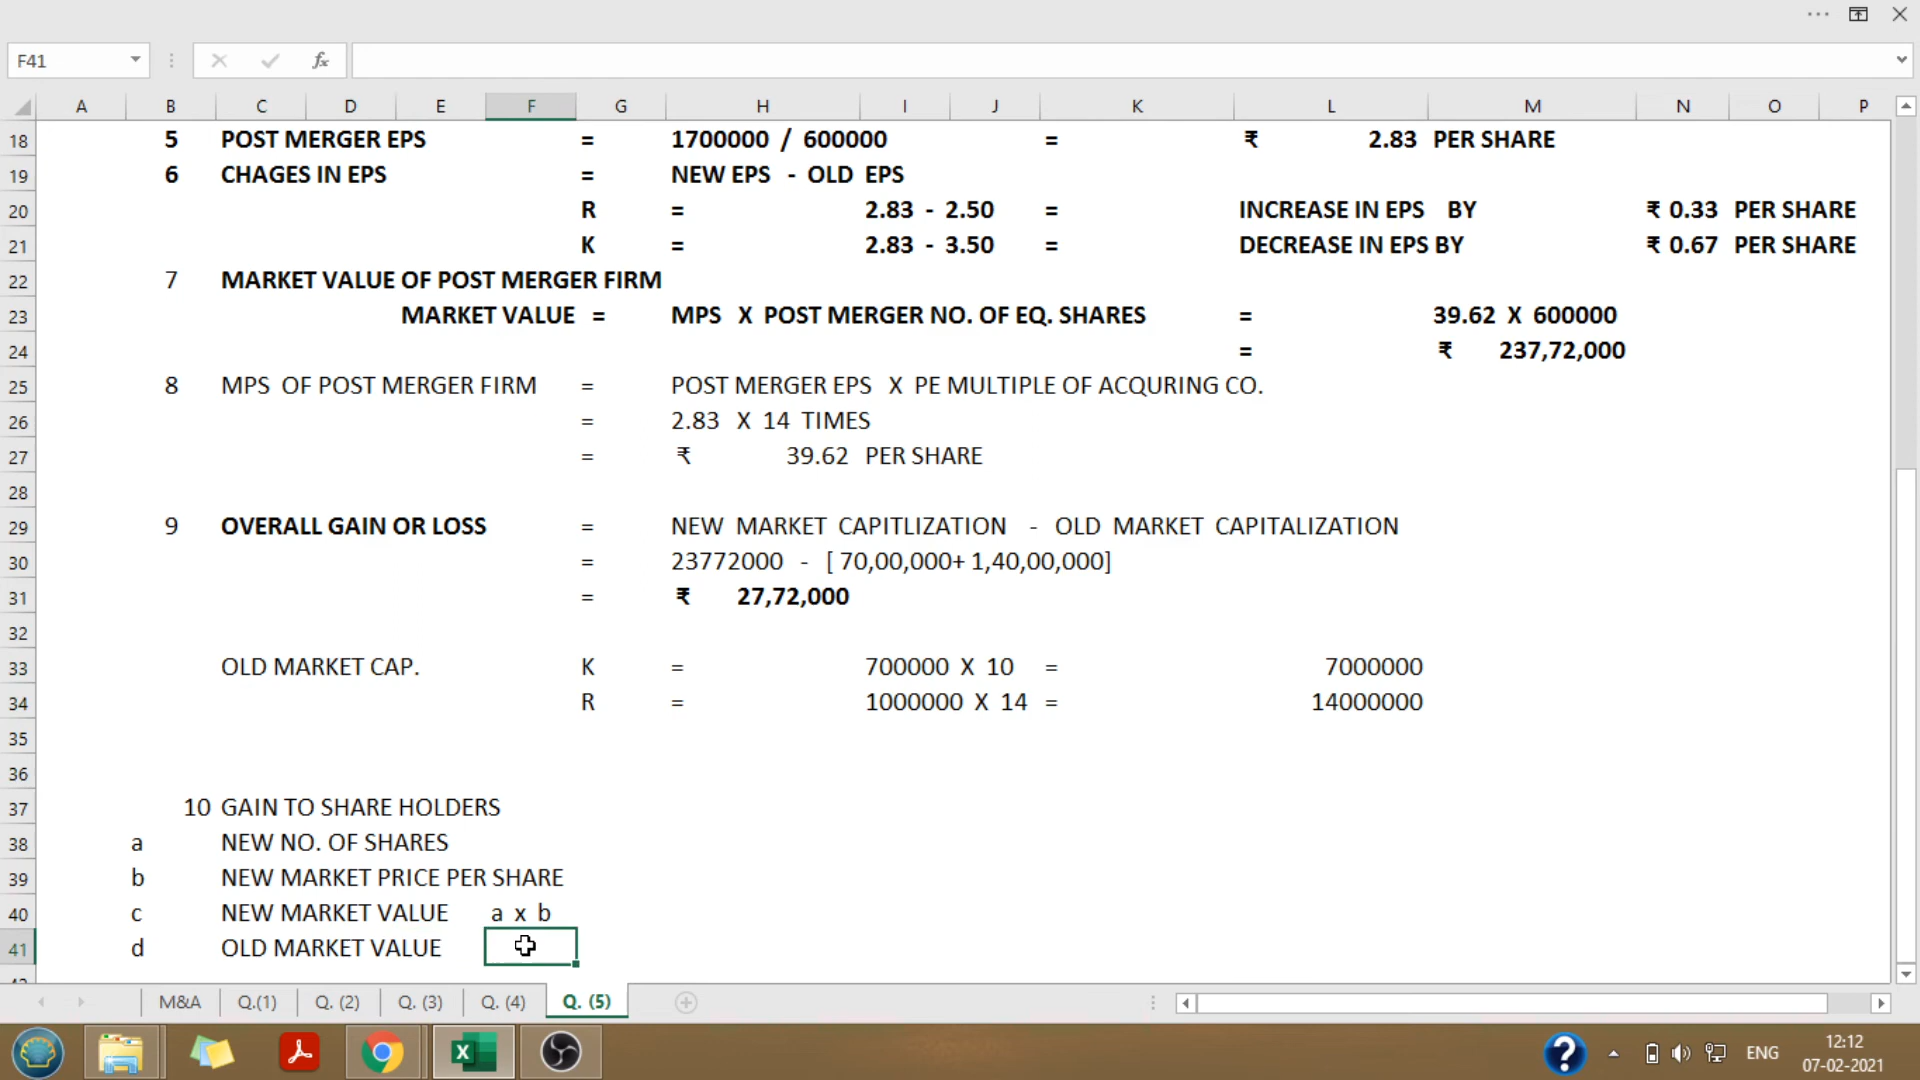 F41
fx
A B C D E F G H I J K L M N O P
18 5 POST MERGER EPS = 1700000 / 600000 = ₹ 2.83 PER SHARE
19 6 CHAGES IN EPS = NEW EPS - OLD EPS
20 R = 2.83 - 2.50 = INCREASE IN EPS BY ₹ 0.33 PER SHARE
21 K = 2.83 - 3.50 = DECREASE IN EPS BY ₹ 0.67 PER SHARE
22 7 MARKET VALUE OF POST MERGER FIRM
23 MARKET VALUE = MPS X POST MERGER NO. OF EQ. SHARES = 39.62 X 600000
24 = ₹ 237,72,000
25 8 MPS OF POST MERGER FIRM = POST MERGER EPS X PE MULTIPLE OF ACQURING CO.
26 = 2.83 X 14 TIMES
27 = ₹ 39.62 PER SHARE
28
29 9 OVERALL GAIN OR LOSS = NEW MARKET CAPITLIZATION - OLD MARKET CAPITALIZATION
30 = 23772000 - [ 70,00,000+ 1,40,00,000]
31 = ₹ 27,72,000
32
33 OLD MARKET CAP. K = 700000 X 10 = 7000000
34 R = 1000000 X 14 = 14000000
35
36
37 10 GAIN TO SHARE HOLDERS
38 a NEW NO. OF SHARES
39 b NEW MARKET PRICE PER SHARE
40 c NEW MARKET VALUE a x b
41 d OLD MARKET VALUE
M&A Q.(1) Q. (2) Q. (3) Q. (4) Q. (5)
ENG 12:12
07-02-2021